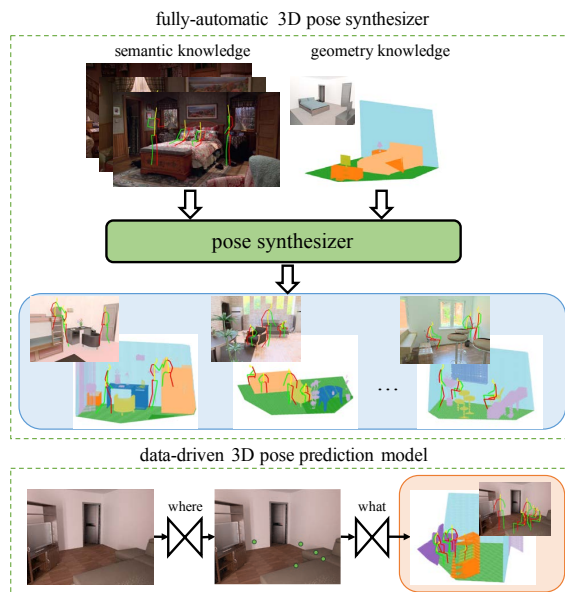 fully-automatic 3D pose synthesizer
semantic knowledge
geometry knowledge
pose synthesizer
...
data-driven 3D pose prediction model
where
what